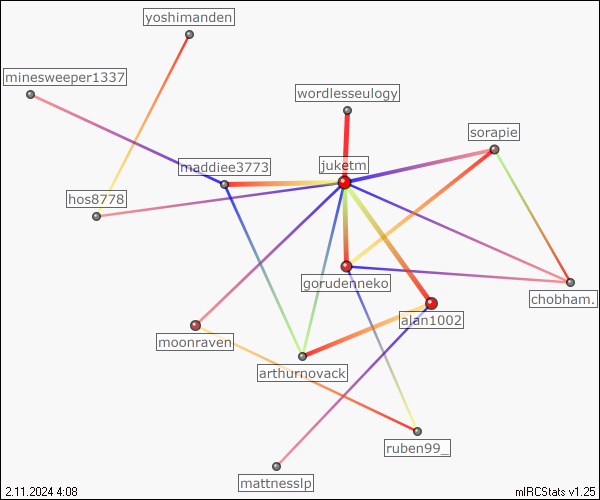 yoshimanden
minesweeper1337
wordlesseulogy
sorapie
maddiee3773
juketm
hos8778
gorudenneko
chobham.
alan1002
moonraven
arthurnovack
ruben99_
mattnesslp
2.11.2024 4:08
mIRCStats v1.25